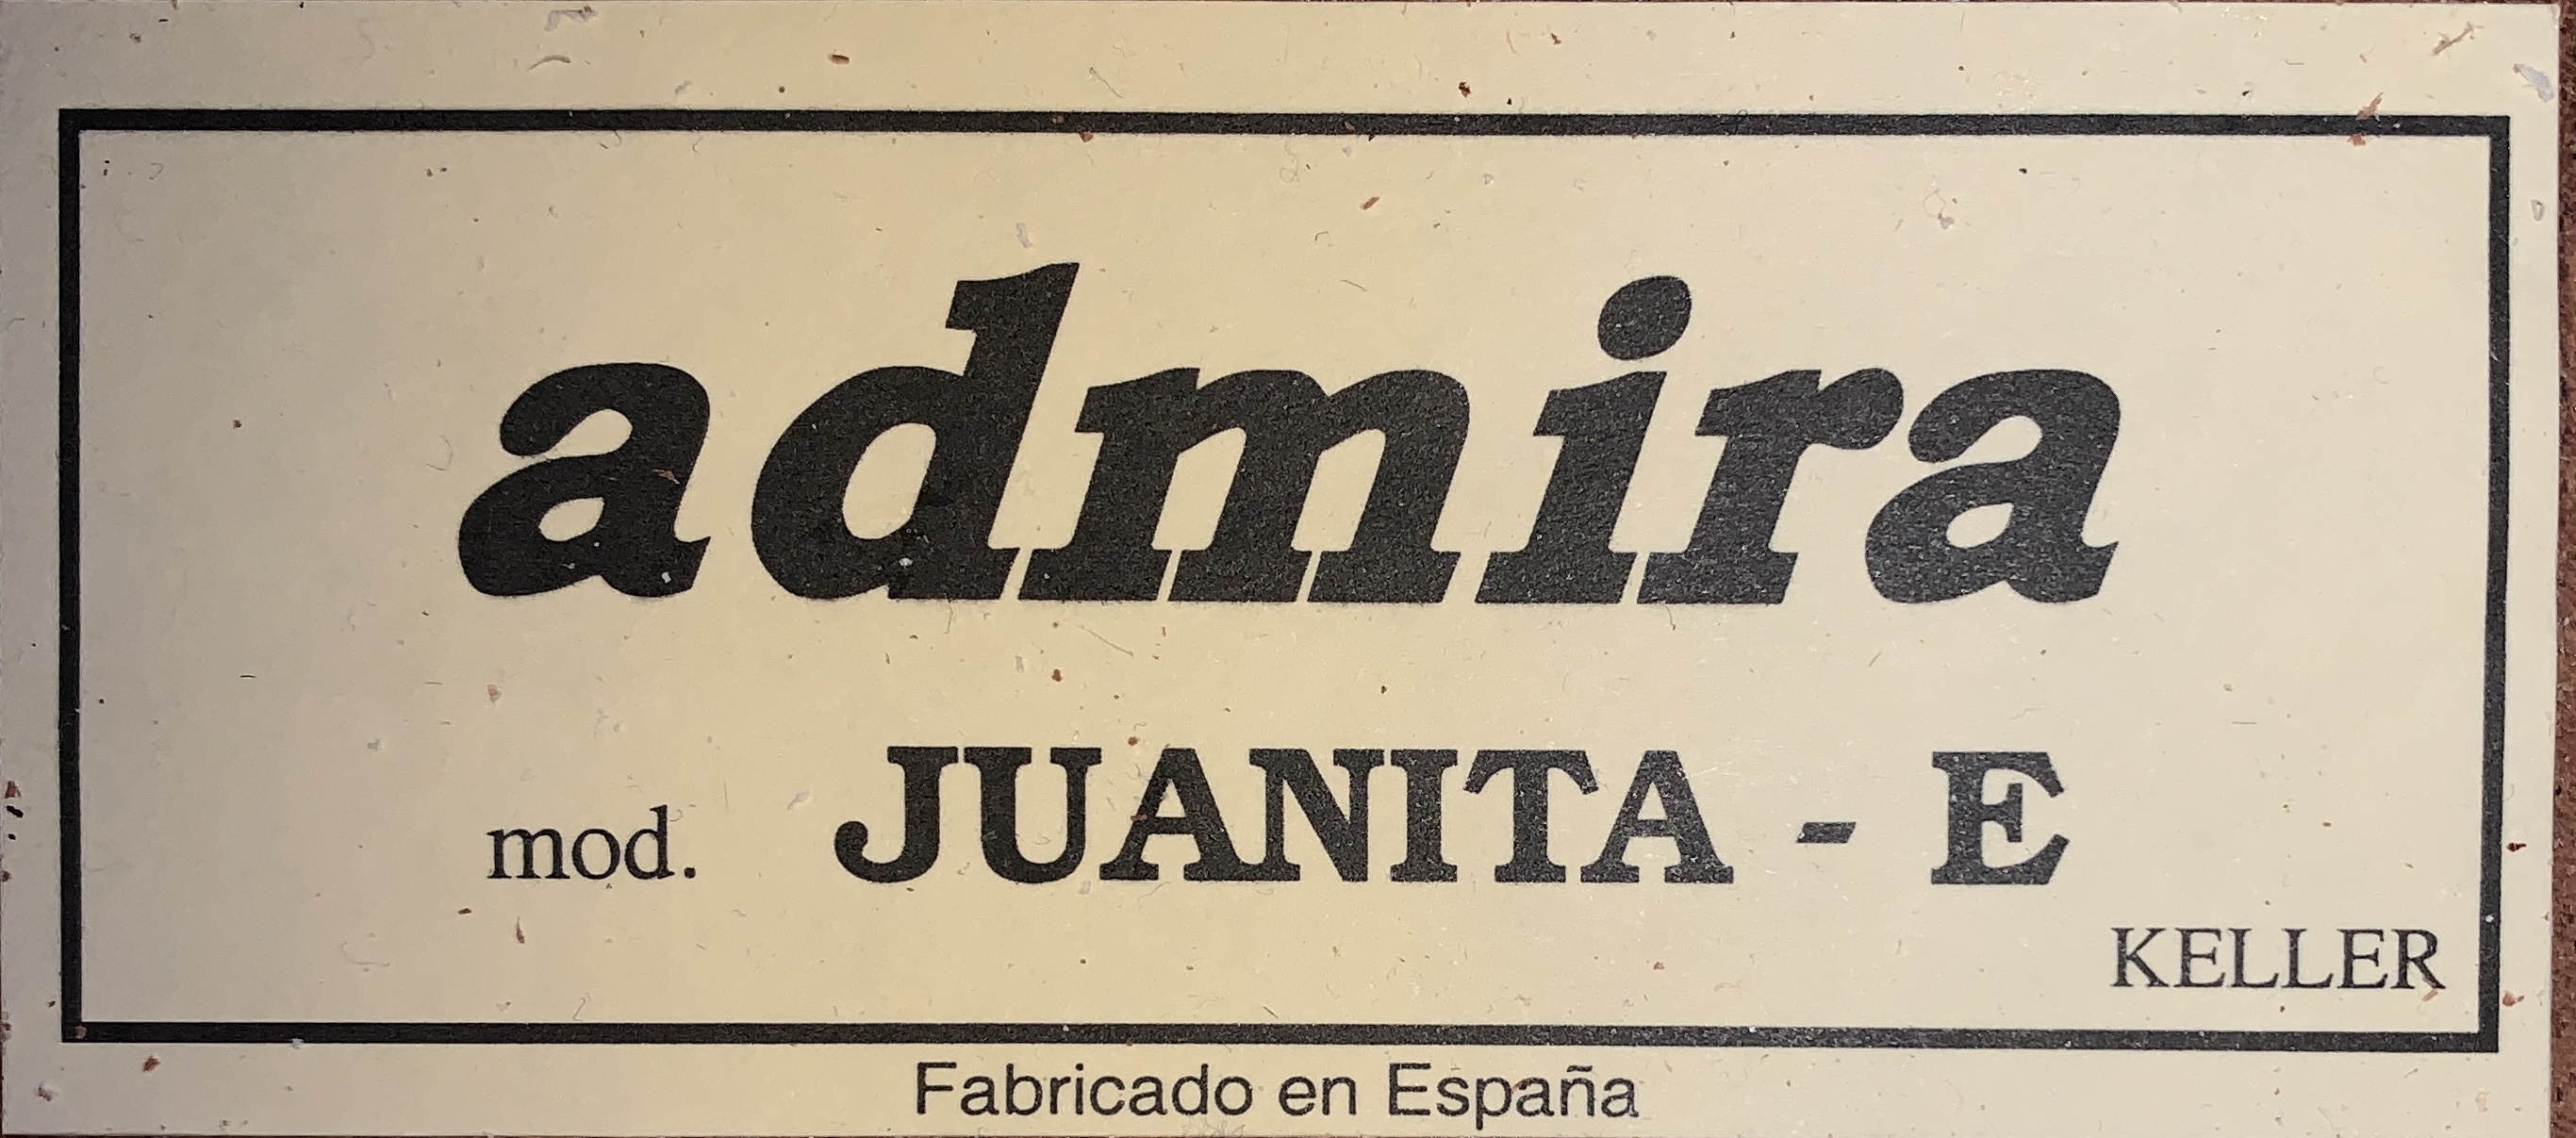 admira
mod. JUANITA - E
KELLER
Fabricado en España